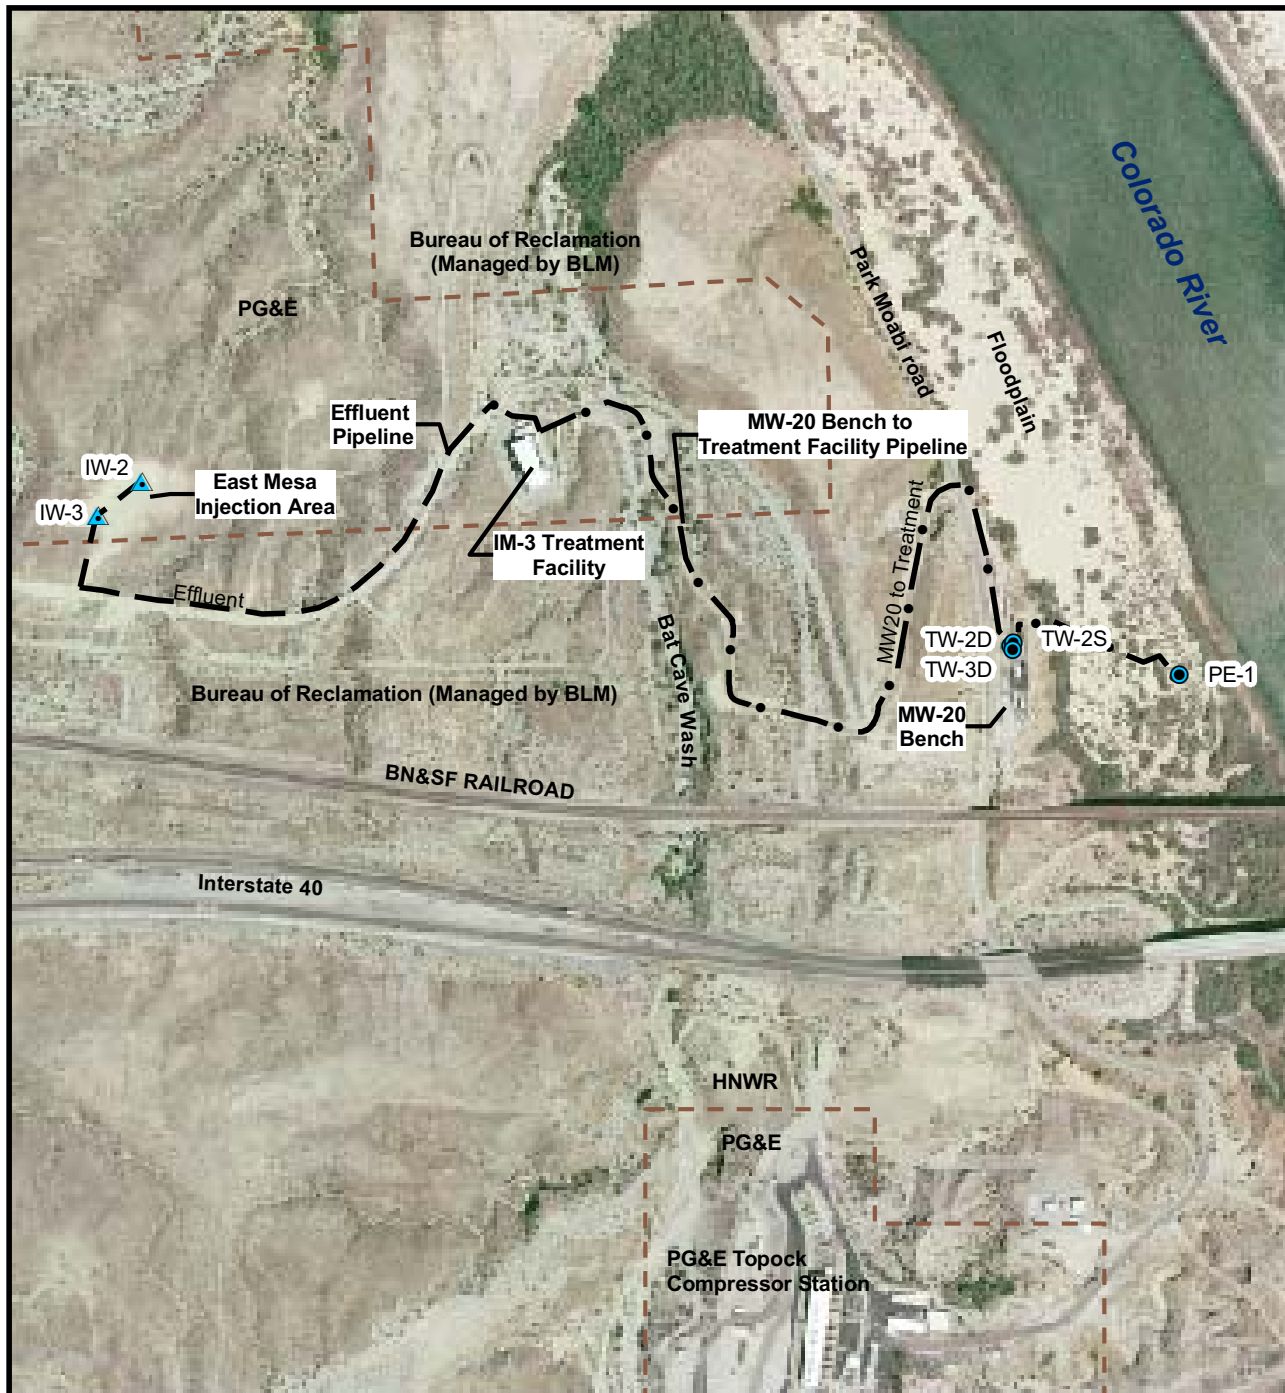 Colorado River
Bureau of Reclamation
(Managed by BLM)
PG&E
Park Moabi road
Floodplain
Effluent
Pipeline
MW-20 Bench to
Treatment Facility Pipeline
IW-2
East Mesa
Injection Area
IW-3
IM-3 Treatment
Facility
MW20 to Treatment
Effluent
Bat Cave Wash
TW-2D
TW-2S
TW-3D
PE-1
Bureau of Reclamation (Managed by BLM)
MW-20
Bench
BN&SF RAILROAD
Interstate 40
HNWR
PG&E
PG&E Topock
Compressor Station